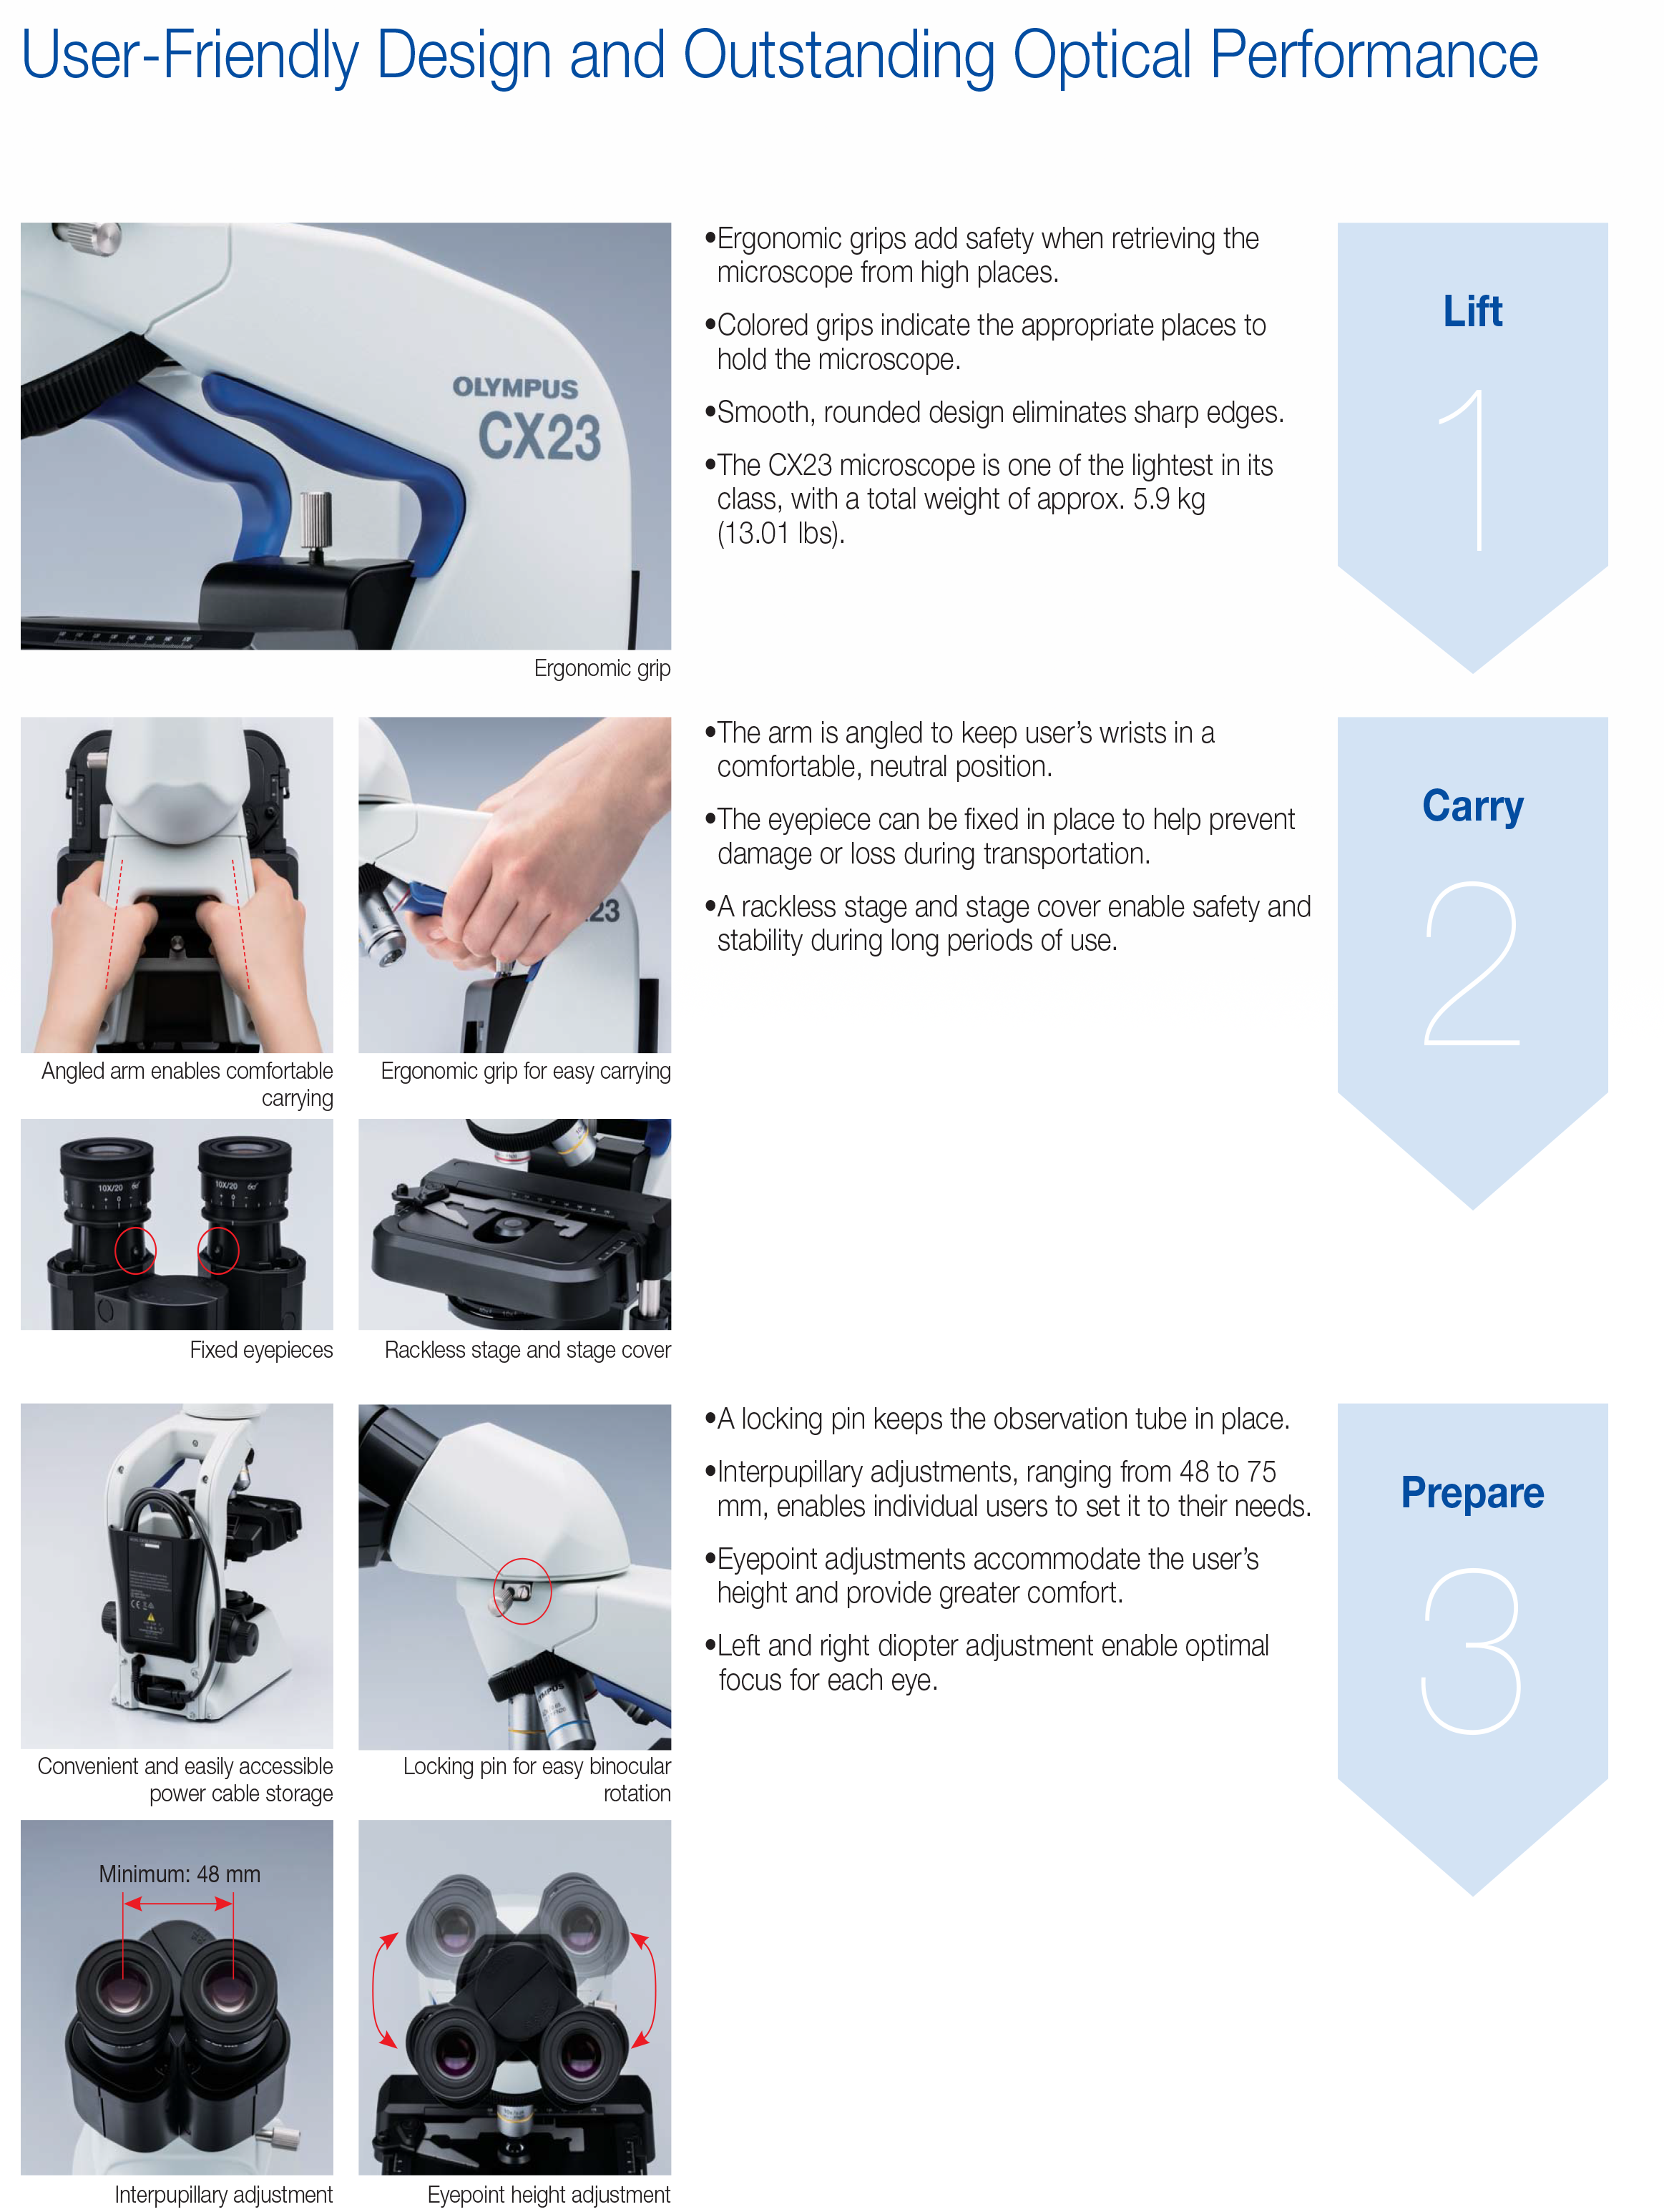 User-Friendly Design and Outstanding Optical Performance
OLYMPUS
CX23
Ergonomic grip
•Ergonomic grips add safety when retrieving the
microscope from high places.
•Colored grips indicate the appropriate places to
hold the microscope.
•Smooth, rounded design eliminates sharp edges.
•The CX23 microscope is one of the lightest in its
class, with a total weight of approx. 5.9 kg
(13.01 lbs).
Lift
1
23
Angled arm enables comfortable
carrying
Ergonomic grip for easy carrying
10X/20
+ 0 -
10X/20
+ 0 -
Fixed eyepieces
Rackless stage and stage cover
•The arm is angled to keep user's wrists in a
comfortable, neutral position.
•The eyepiece can be fixed in place to help prevent
damage or loss during transportation.
•A rackless stage and stage cover enable safety and
stability during long periods of use.
Carry
2
CE
Convenient and easily accessible
power cable storage
OLYMPUS
Locking pin for easy binocular
rotation
Minimum: 48 mm
Interpupillary adjustment
Eyepoint height adjustment
•A locking pin keeps the observation tube in place.
•Interpupillary adjustments, ranging from 48 to 75
mm, enables individual users to set it to their needs.
•Eyepoint adjustments accommodate the user's
height and provide greater comfort.
•Left and right diopter adjustment enable optimal
focus for each eye.
Prepare
3